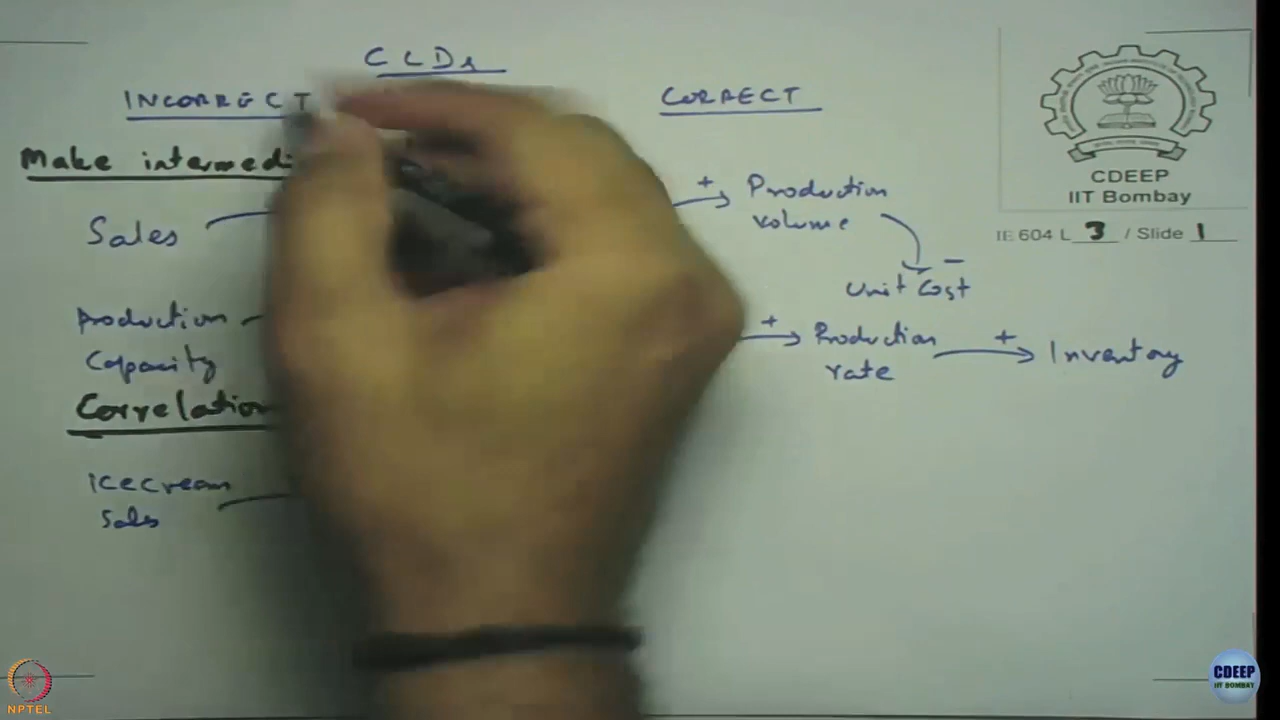 CLDs
INCORRECT
CORRECT
Make
Sales
+ Production
volume
-
Unit Cost
Production
Capacity
+ Production + Inventory
rate
Correlation
Icecream
Sales
CDEEP
IIT Bombay
IE 604 L 3 / Slide 1
NPTEL
CDEEP
IIT BOMBAY